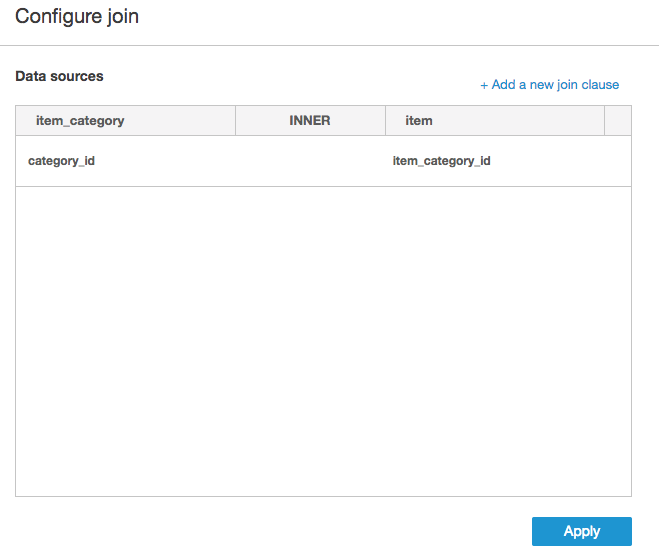 Configure join
Data sources
+ Add a new join clause
item_category INNER item
category_id item_category_id
Apply